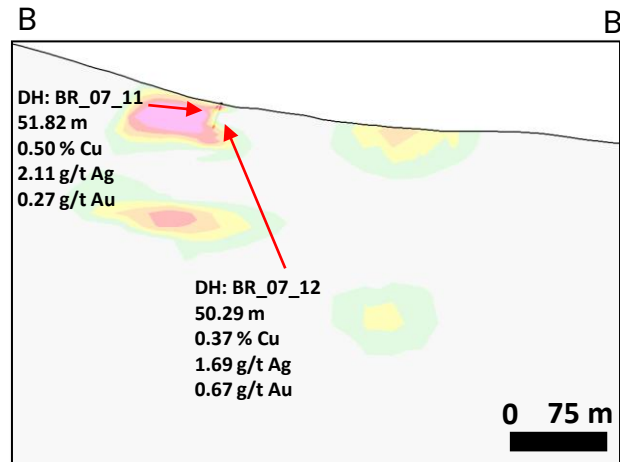 B
B
DH: BR_07_11
51.82 m
0.50 % Cu
2.11 g/t Ag
0.27 g/t Au
DH: BR_07_12
50.29 m
0.37 % Cu
1.69 g/t Ag
0.67 g/t Au
0 75 m